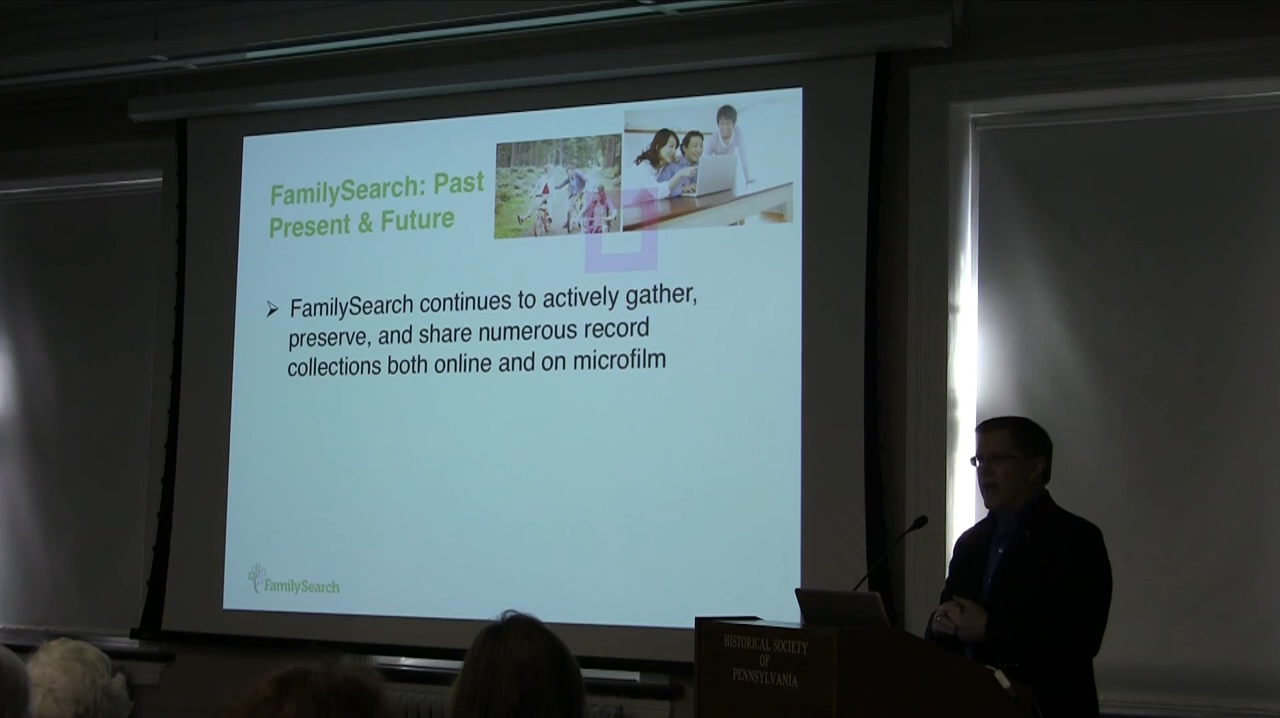 FamilySearch: Past
Present & Future
➢ FamilySearch continues to actively gather,
preserve, and share numerous record
collections both online and on microfilm
FamilySearch
HISTORICAL SOCIETY
OF
PENNSYLVANIA